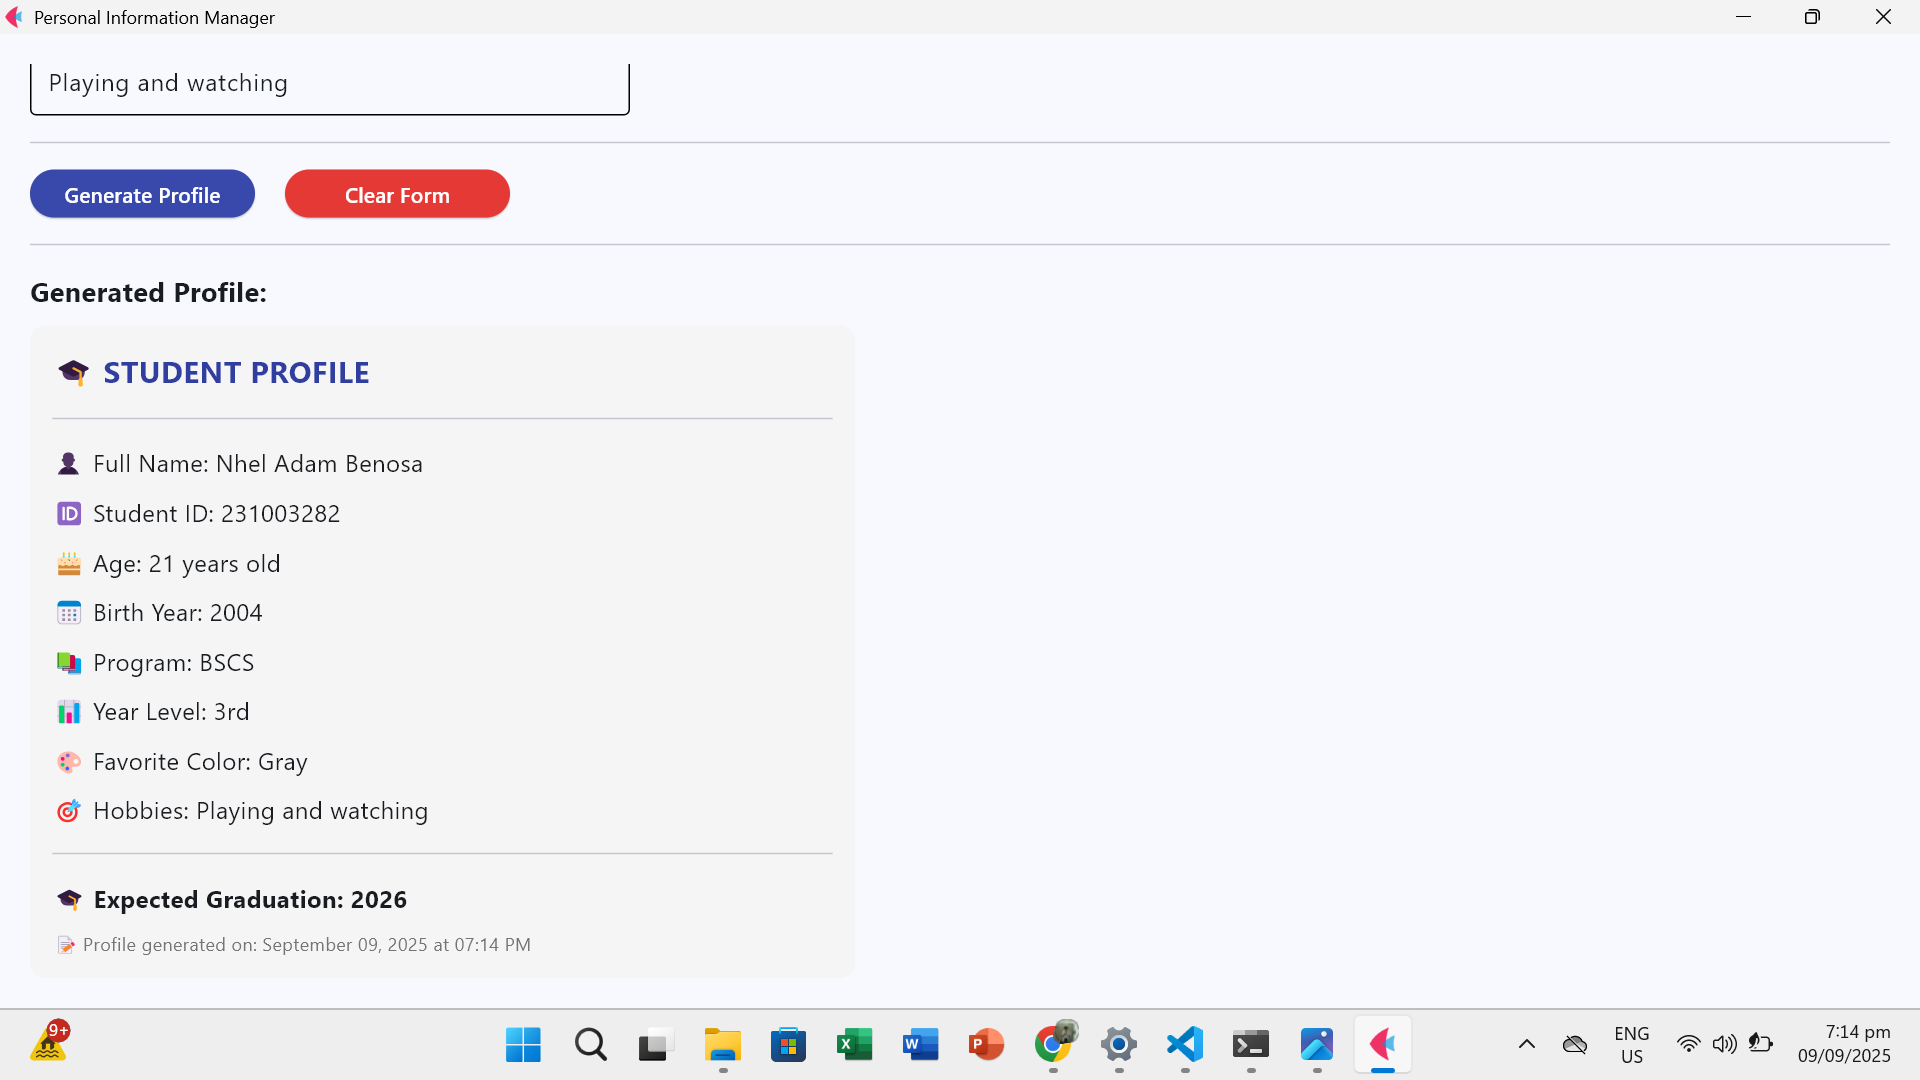 Personal Information Manager
Playing and watching
Generate Profile
Clear Form
Generated Profile:
STUDENT PROFILE
Full Name: Nhel Adam Benosa
ID
Student ID: 231003282
Age: 21 years old
Birth Year: 2004
Program: BSCS
Year Level: 3rd
Favorite Color: Gray
Hobbies: Playing and watching
Expected Graduation: 2026
Profile generated on: September 09, 2025 at 07:14 PM
9+
X
W
P
ENG
US
7:14 pm
09/09/2025